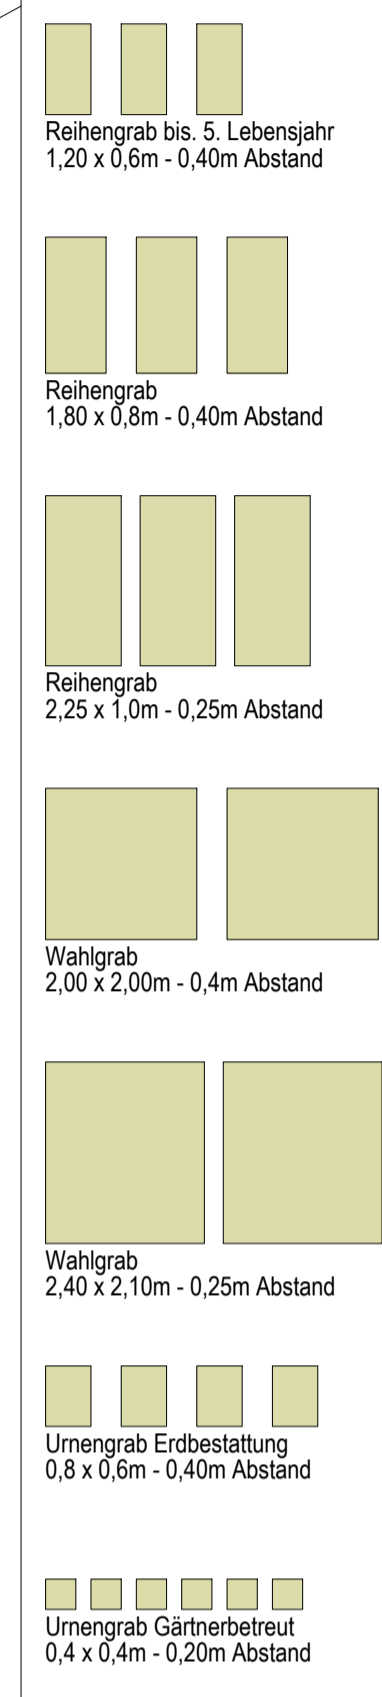 Reihengrab bis. 5. Lebensjahr
1,20 x 0,6m - 0,40m Abstand
Reihengrab
1,80 x 0,8m - 0,40m Abstand
Reihengrab
2,25 x 1,0m - 0,25m Abstand
Wahlgrab
2,00 x 2,00m - 0,4m Abstand
Wahlgrab
2,40 x 2,10m - 0,25m Abstand
Urnengrab Erdbestattung
0,8 x 0,6m - 0,40m Abstand
Urnengrab Gärtnerbetreut
0,4 x 0,4m - 0,20m Abstand